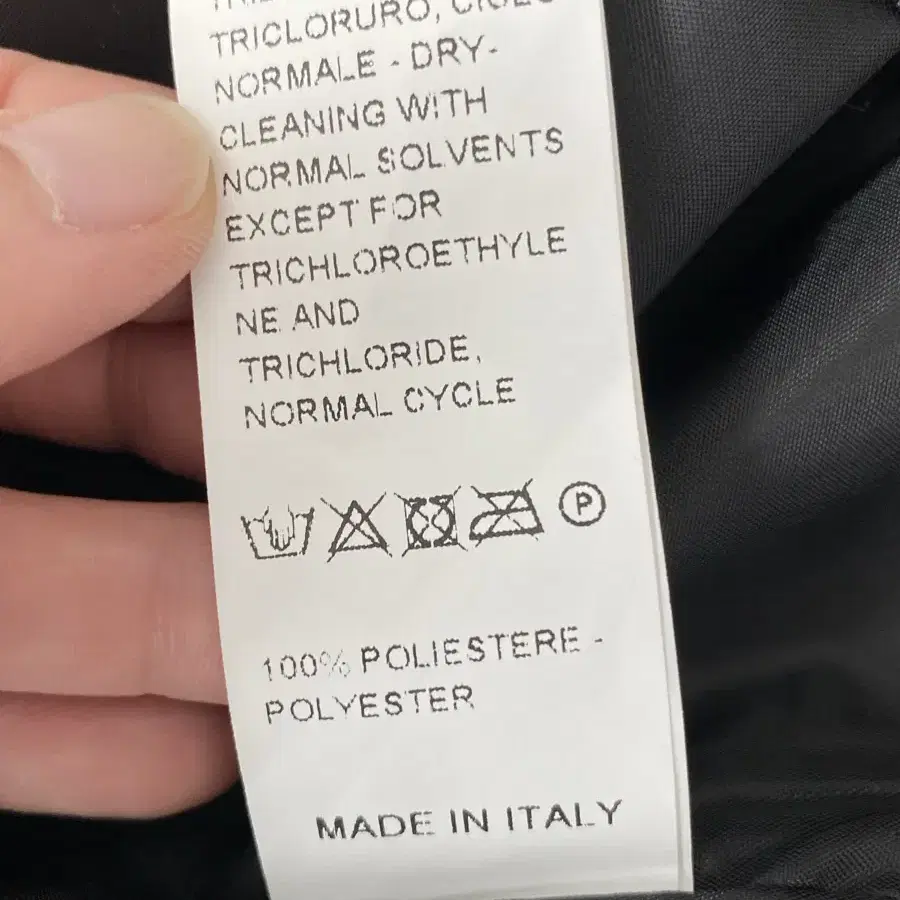 TRICLORURO,
NORMALE - DRY-
CLEANING WITH
NORMAL SOLVENTS
EXCEPT FOR
TRICHLOROETHYLE
NE AND
TRICHLORIDE,
NORMAL CYCLE
P
100% POLIESTERE -
POLYESTER
MADE IN ITALY